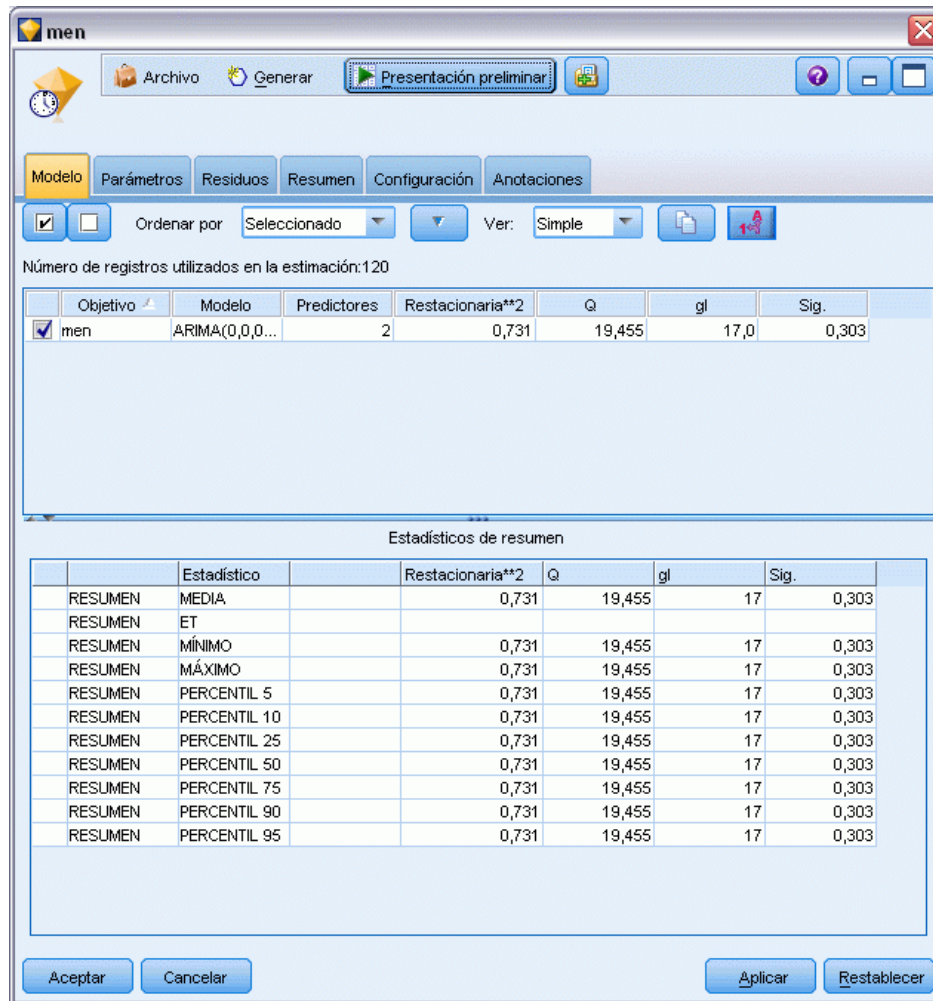 men
Archivo Generar Presentación preliminar
Modelo Parámetros Residuos Resumen Configuración Anotaciones
Ordenar por Seleccionado Ver: Simple
Número de registros utilizados en la estimación:120
Objetivo Modelo Predictores Restacionaria**2 Q gl Sig.
men ARIMA(0,0,0... 2 0,731 19,455 17,0 0,303
Estadísticos de resumen
Estadístico Restacionaria**2 Q gl Sig.
RESUMEN MEDIA 0,731 19,455 17 0,303
RESUMEN ET
RESUMEN MÍNIMO 0,731 19,455 17 0,303
RESUMEN MÁXIMO 0,731 19,455 17 0,303
RESUMEN PERCENTIL 5 0,731 19,455 17 0,303
RESUMEN PERCENTIL 10 0,731 19,455 17 0,303
RESUMEN PERCENTIL 25 0,731 19,455 17 0,303
RESUMEN PERCENTIL 50 0,731 19,455 17 0,303
RESUMEN PERCENTIL 75 0,731 19,455 17 0,303
RESUMEN PERCENTIL 90 0,731 19,455 17 0,303
RESUMEN PERCENTIL 95 0,731 19,455 17 0,303
Aceptar Cancelar Aplicar Restablecer